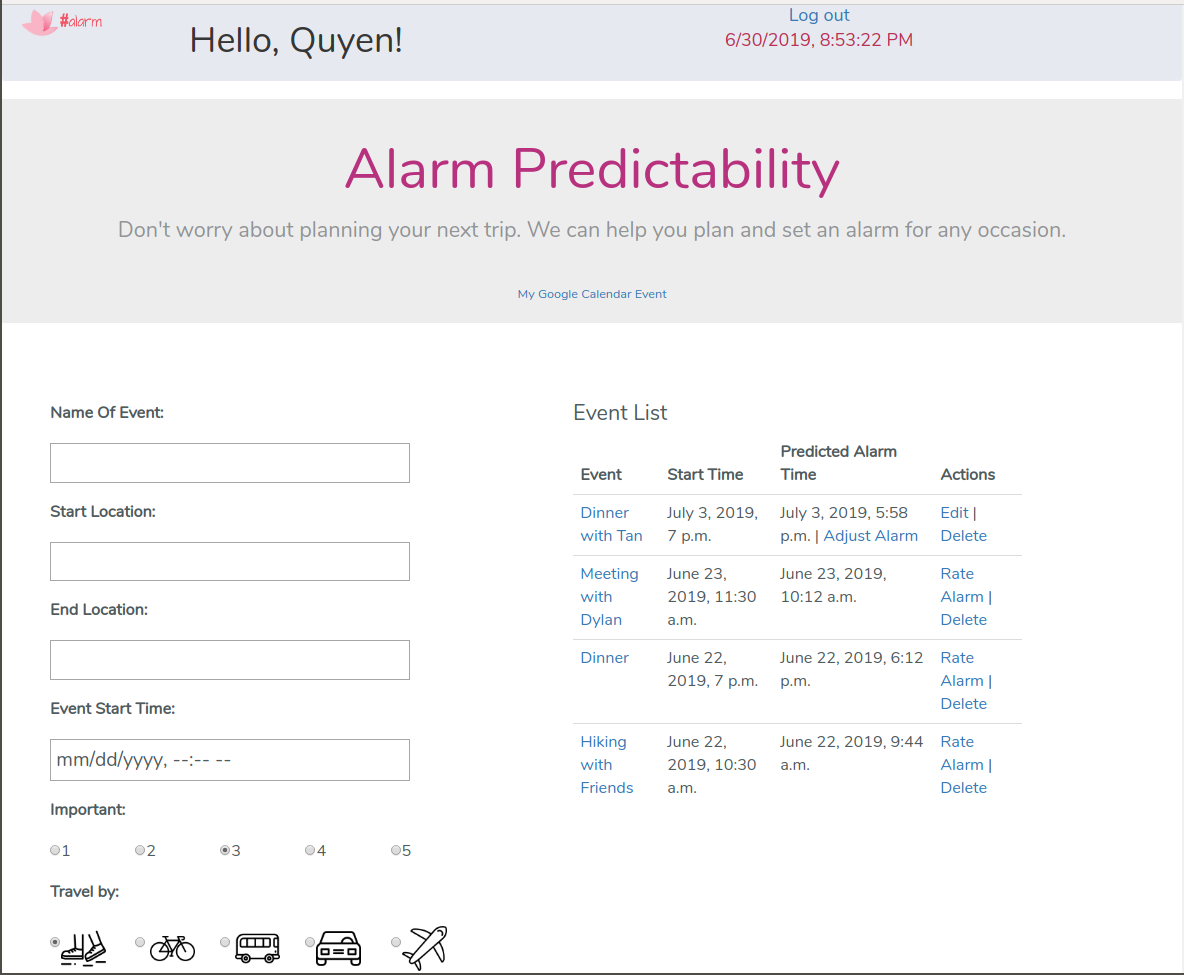 #alarm
Hello, Quyen!
Log out
6/30/2019, 8:53:22 PM
Alarm Predictability
Don't worry about planning your next trip. We can help you plan and set an alarm for any occasion.
My Google Calendar Event
Name Of Event:
Start Location:
End Location:
Event Start Time:
mm/dd/yyyy, --:-- --
Important:
1 2 3 4 5
Travel by:
Event List
Predicted Alarm
Event Start Time Time Actions
Dinner July 3, 2019, July 3, 2019, 5:58 Edit |
with Tan 7 p.m. p.m. | Adjust Alarm Delete
Meeting June 23, June 23, 2019, Rate
with 2019, 11:30 10:12 a.m. Alarm |
Dylan a.m. Delete
Dinner June 22, June 22, 2019, 6:12 Rate
2019, 7 p.m. p.m. Alarm |
Delete
Hiking June 22, June 22, 2019, 9:44 Rate
with 2019, 10:30 a.m. Alarm |
Friends a.m. Delete